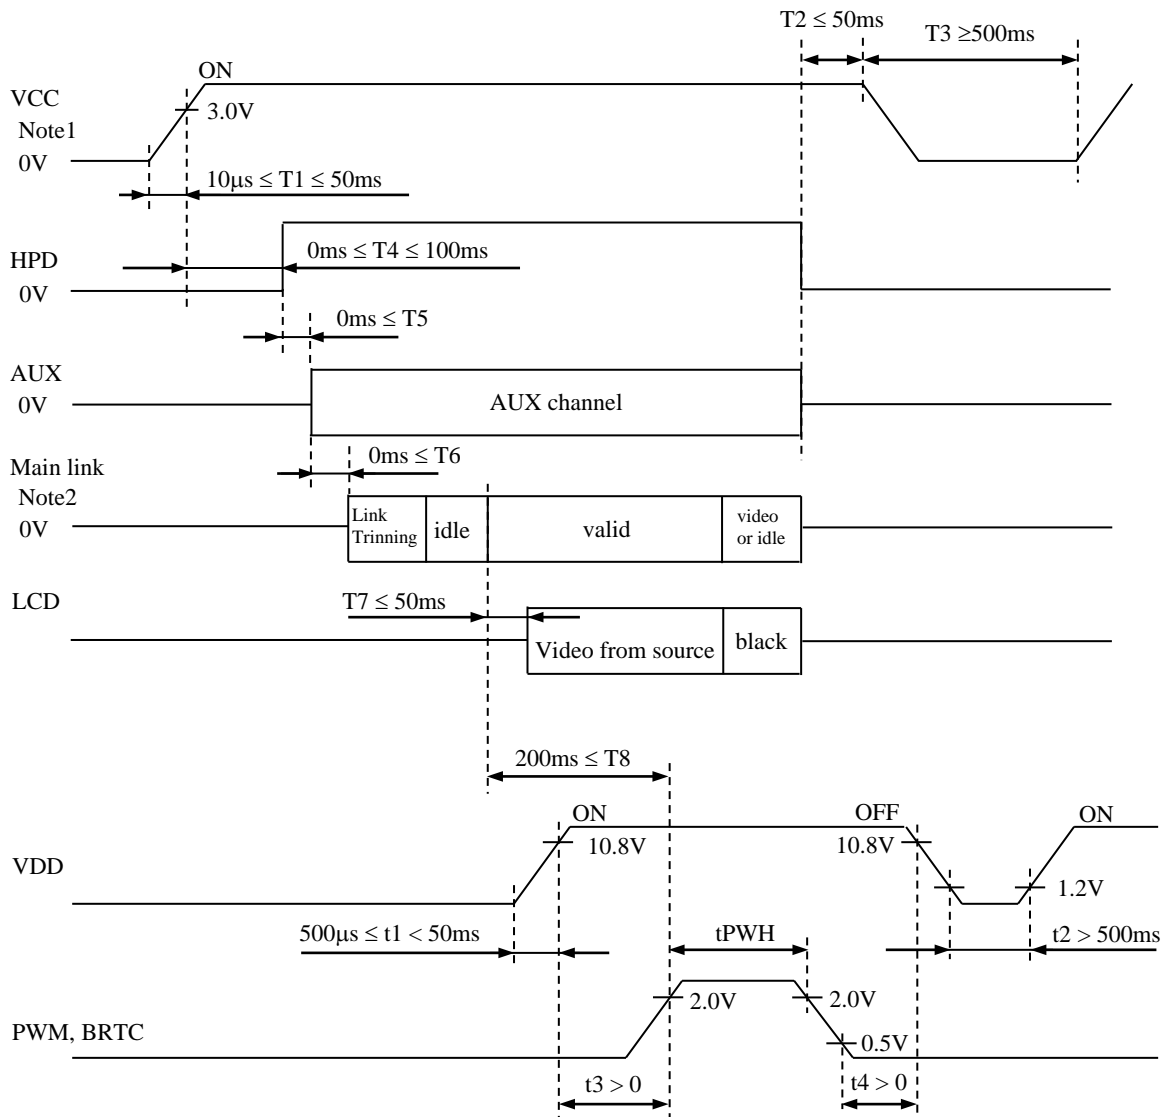 T2 ≤ 50ms
T3 ≥500ms
ON
VCC
3.0V
Note1
0V
10µs ≤ T1 ≤ 50ms
HPD
0ms ≤ T4 ≤ 100ms
0V
0ms ≤ T5
AUX
0V
AUX channel
Main link
0ms ≤ T6
Note2
0V
Link
Trinning
idle
valid
video
or idle
LCD
T7 ≤ 50ms
Video from source
black
200ms ≤ T8
ON
OFF
ON
10.8V
10.8V
VDD
1.2V
500µs ≤ t1 < 50ms
tPWH
t2 > 500ms
2.0V
2.0V
PWM, BRTC
0.5V
t3 > 0
t4 > 0